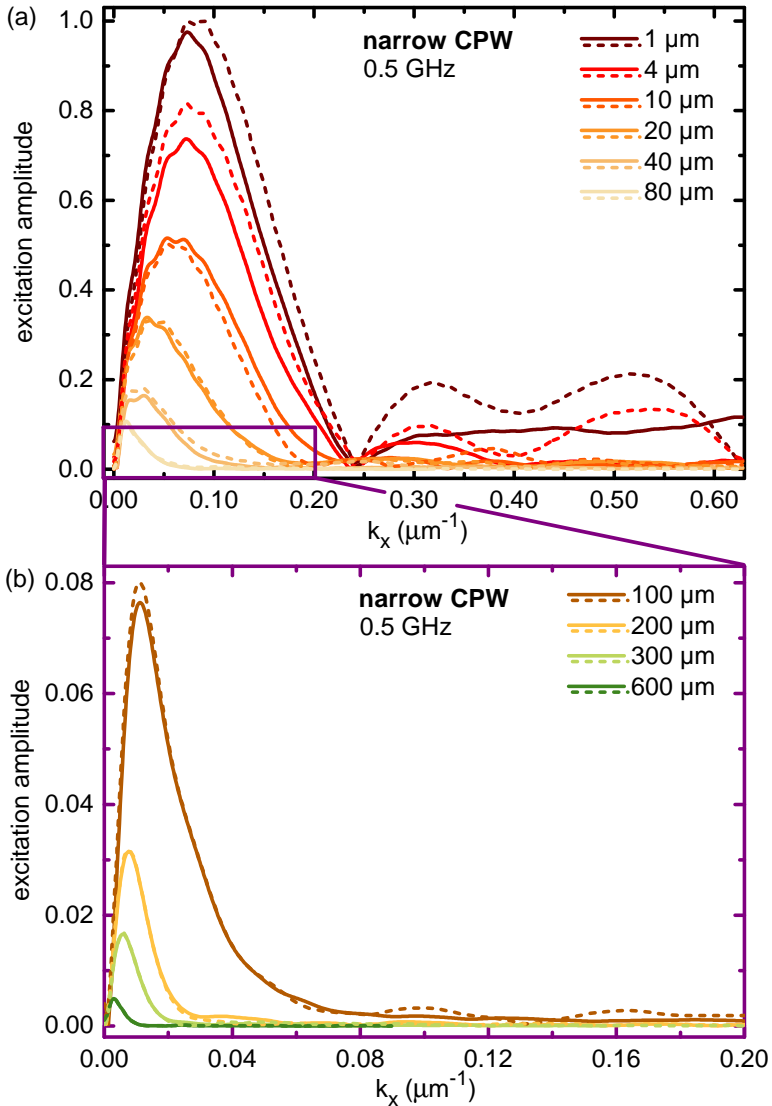 (a)
narrow CPW
0.5 GHz
1 µm
4 µm
10 µm
20 µm
40 µm
80 µm
1.0
0.8
0.6
0.4
0.2
0.0
excitation amplitude
0.00 0.10 0.20 0.30 0.40 0.50 0.60
k_x (µm⁻¹)
(b)
narrow CPW
0.5 GHz
100 µm
200 µm
300 µm
600 µm
0.08
0.06
0.04
0.02
0.00
excitation amplitude
0.00 0.04 0.08 0.12 0.16 0.20
k_x (µm⁻¹)